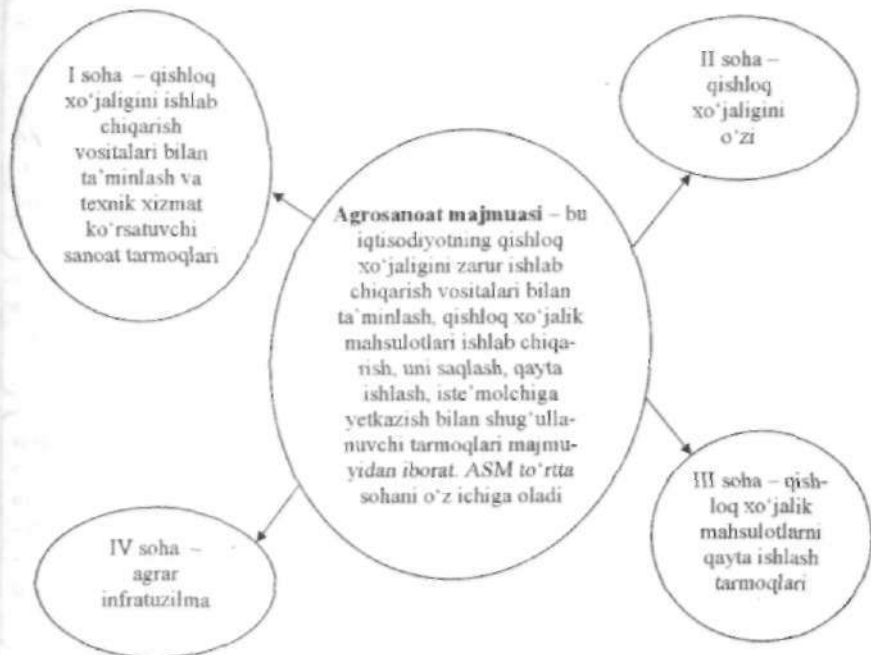 I soha – qishloq
xo‘jaligini ishlab
chiqarish
vositalari bilan
ta’minlash va
texnik xizmat
ko‘rsatuvchi
sanoat tarmoqlari
II soha –
qishloq
xo‘jaligini
o‘zi
Agrosanoat majmuasi – bu
iqtisodiyotning qishloq
xo‘jaligini zarur ishlab
chiqarish vositalari bilan
ta’minlash, qishloq xo‘jalik
mahsulotlari ishlab chiqa-
rish, uni saqlash, qayta
ishlash, iste’molchiga
yetkazish bilan shug‘ulla-
nuvchi tarmoqlari majmu-
yidan iborat. ASM to‘rtta
sohani o‘z ichiga oladi
III soha – qish-
loq xo‘jalik
mahsulotlarni
qayta ishlash
tarmoqlari
IV soha –
agrar
infratuzilma